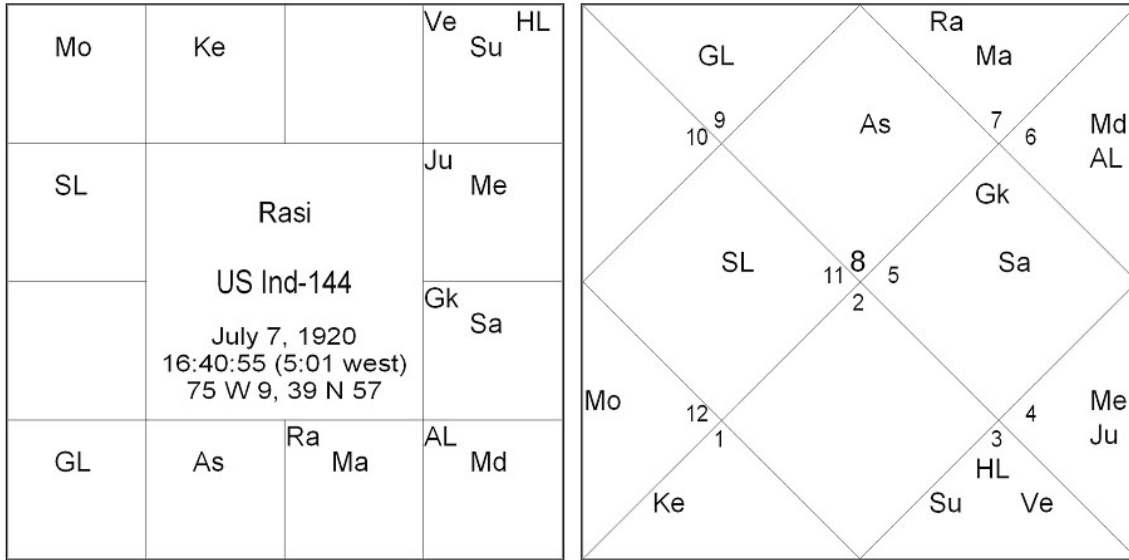 Mo
Ke
Ve HL
Su
SL
Ju
Me
Rasi
US Ind-144
July 7, 1920
16:40:55 (5:01 west)
75 W 9, 39 N 57
Gk
Sa
GL
As
Ra
Ma
AL
Md
Ra
GL
Ma
As
9
7
10
6
Md
AL
Gk
SL
11
8
5
Sa
2
Mo
12
4
Me
Ju
1
3
HL
Ke
Su
Ve